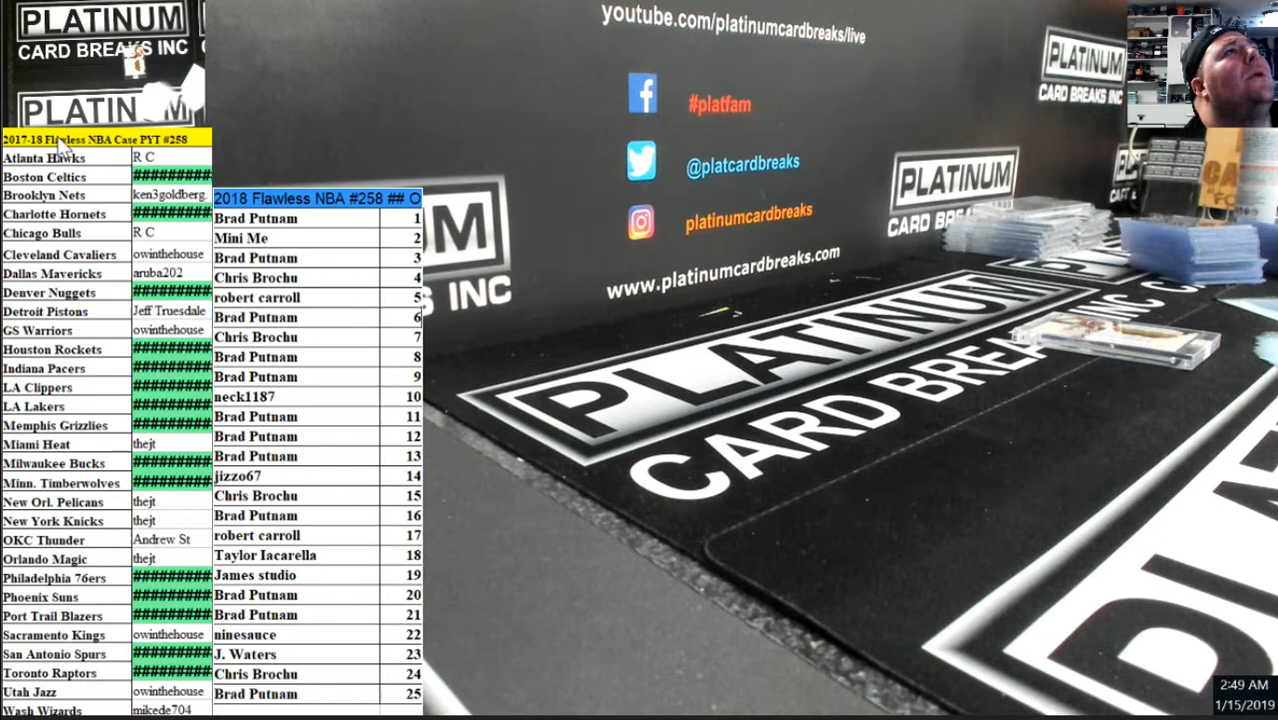 PLATINUM
CARD BREAKS INC
PLATIN M
2017-18 Flawless NBA Case PYT #258
Atlanta Hawks R C
Boston Celtics #########
Brooklyn Nets ken3goldberg.
Charlotte Hornets #########
Chicago Bulls R C
Cleveland Cavaliers owinthehouse
Dallas Mavericks aruba202
Denver Nuggets #########
Detroit Pistons Jeff Truesdale
GS Warriors owinthehouse
Houston Rockets #########
Indiana Pacers #########
LA Clippers #########
LA Lakers #########
Memphis Grizzlies #########
Miami Heat thejt
Milwaukee Bucks #########
Minn. Timberwolves #########
New Orl. Pelicans thejt
New York Knicks thejt
OKC Thunder Andrew St
Orlando Magic thejt
Philadelphia 76ers #########
Phoenix Suns #########
Port Trail Blazers #########
Sacramento Kings owinthehouse
San Antonio Spurs #########
Toronto Raptors #########
Utah Jazz owinthehouse
Wash Wizards mikede704
2018 Flawless NBA #258 ## O
Brad Putnam 1
Mini Me 2
Brad Putnam 3
Chris Brochu 4
robert carroll 5
Brad Putnam 6
Chris Brochu 7
Brad Putnam 8
Brad Putnam 9
neck1187 10
Brad Putnam 11
Brad Putnam 12
Brad Putnam 13
jizzo67 14
Chris Brochu 15
Brad Putnam 16
robert carroll 17
Taylor Iacarella 18
James studio 19
Brad Putnam 20
Brad Putnam 21
ninesauce 22
J. Waters 23
Chris Brochu 24
Brad Putnam 25
youtube.com/platinumcardbreaks/live
#platfam
@platcardbreaks
platinumcardbreaks
www.platinumcardbreaks.com
UM
S INC
PLATINUM
CARD BREAKS INC
PLATINUM
CARD B
PLATINUM
CARD BREA INC
2:49 AM
1/15/2019